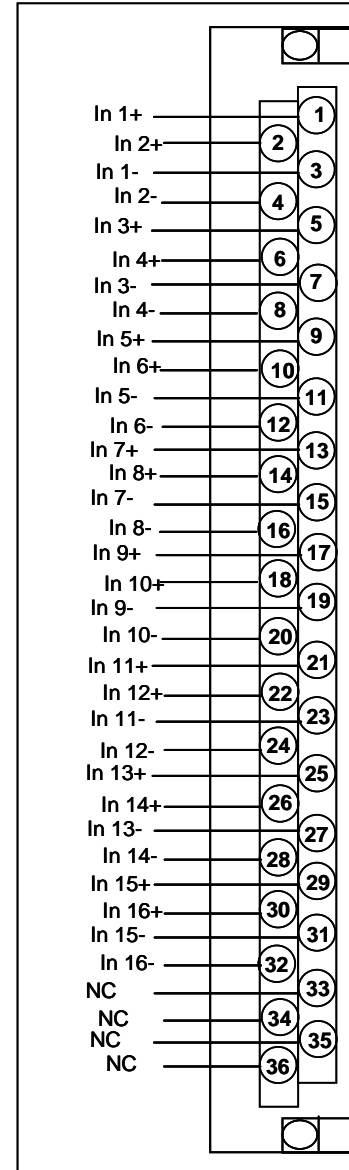 In 1+ 1
In 2+ 2
In 1- 3
In 2- 4
In 3+ 5
In 4+ 6
In 3- 7
In 4- 8
In 5+ 9
In 6+ 10
In 5- 11
In 6- 12
In 7+ 13
In 8+ 14
In 7- 15
In 8- 16
In 9+ 17
In 10+ 18
In 9- 19
In 10- 20
In 11+ 21
In 12+ 22
In 11- 23
In 12- 24
In 13+ 25
In 14+ 26
In 13- 27
In 14- 28
In 15+ 29
In 16+ 30
In 15- 31
In 16- 32
NC 33
NC 34
NC 35
NC 36